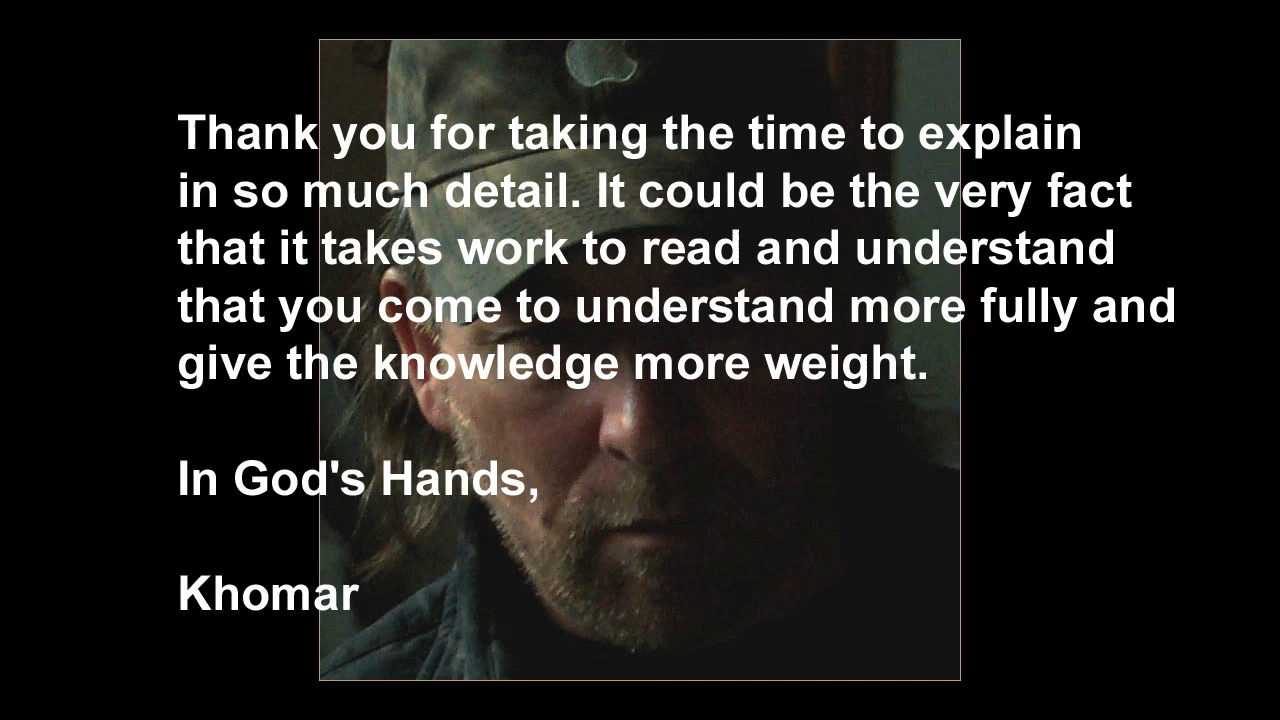 Thank you for taking the time to explain
in so much detail. It could be the very fact
that it takes work to read and understand
that you come to understand more fully and
give the knowledge more weight.
In God's Hands,
Khomar